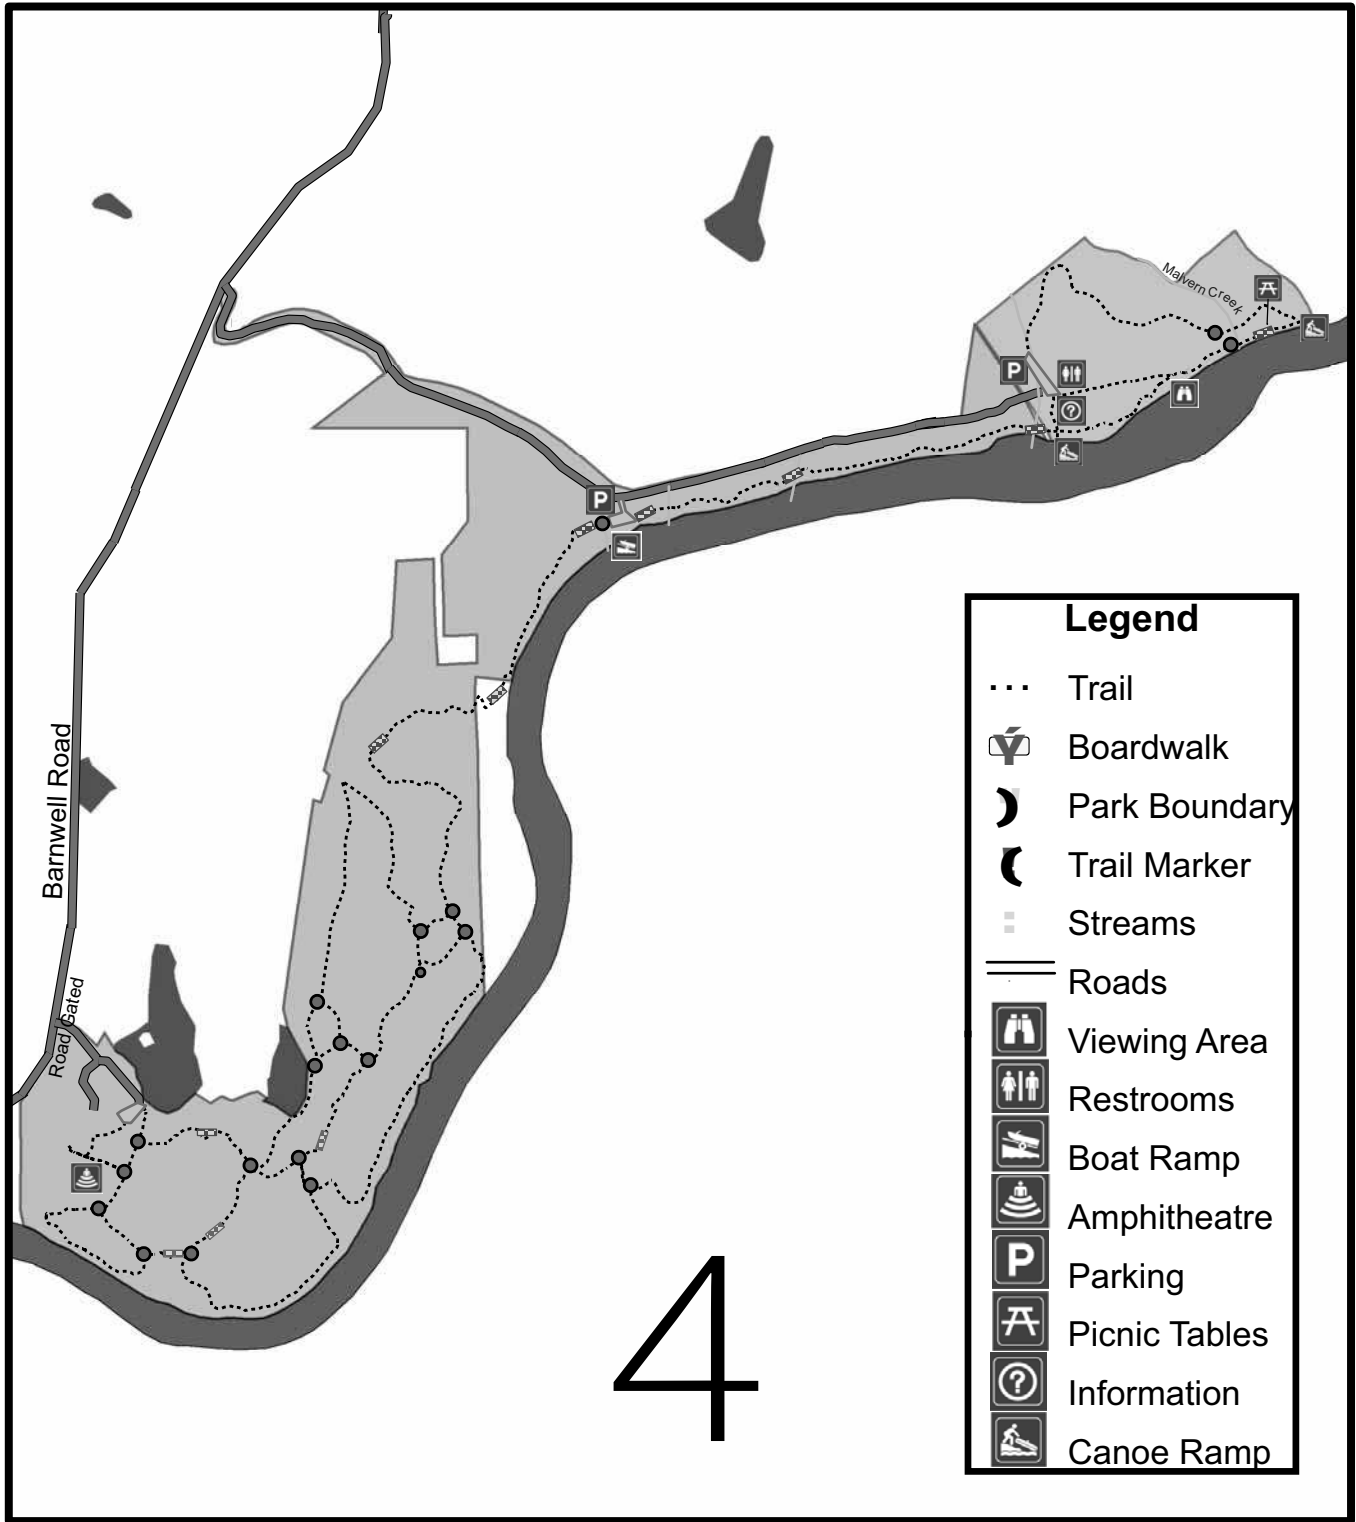 Malvern Creek
P
?
P
Barnwell Road
Road Gated
4
Legend
Trail
Boardwalk
Park Boundary
Trail Marker
Streams
Roads
Viewing Area
Restrooms
Boat Ramp
Amphitheatre
P Parking
Picnic Tables
? Information
Canoe Ramp